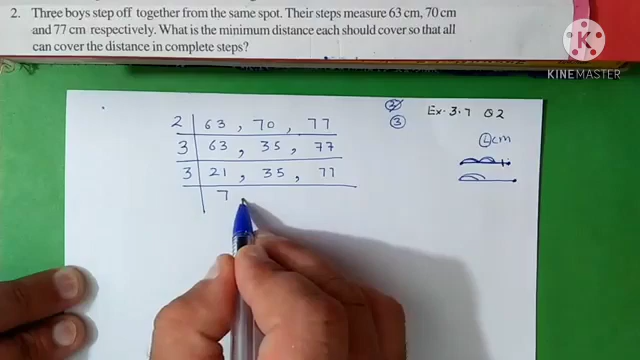 2. Three boys step off together from the same spot. Their steps measure 63 cm, 70 cm
and 77 cm respectively. What is the minimum distance each should cover so that all
can cover the distance in complete steps?
KINEMASTER
② Ex-3.7 Q2
③
Lcm
2 63, 70, 77
3 63, 35, 77
3 21, 35, 77
7